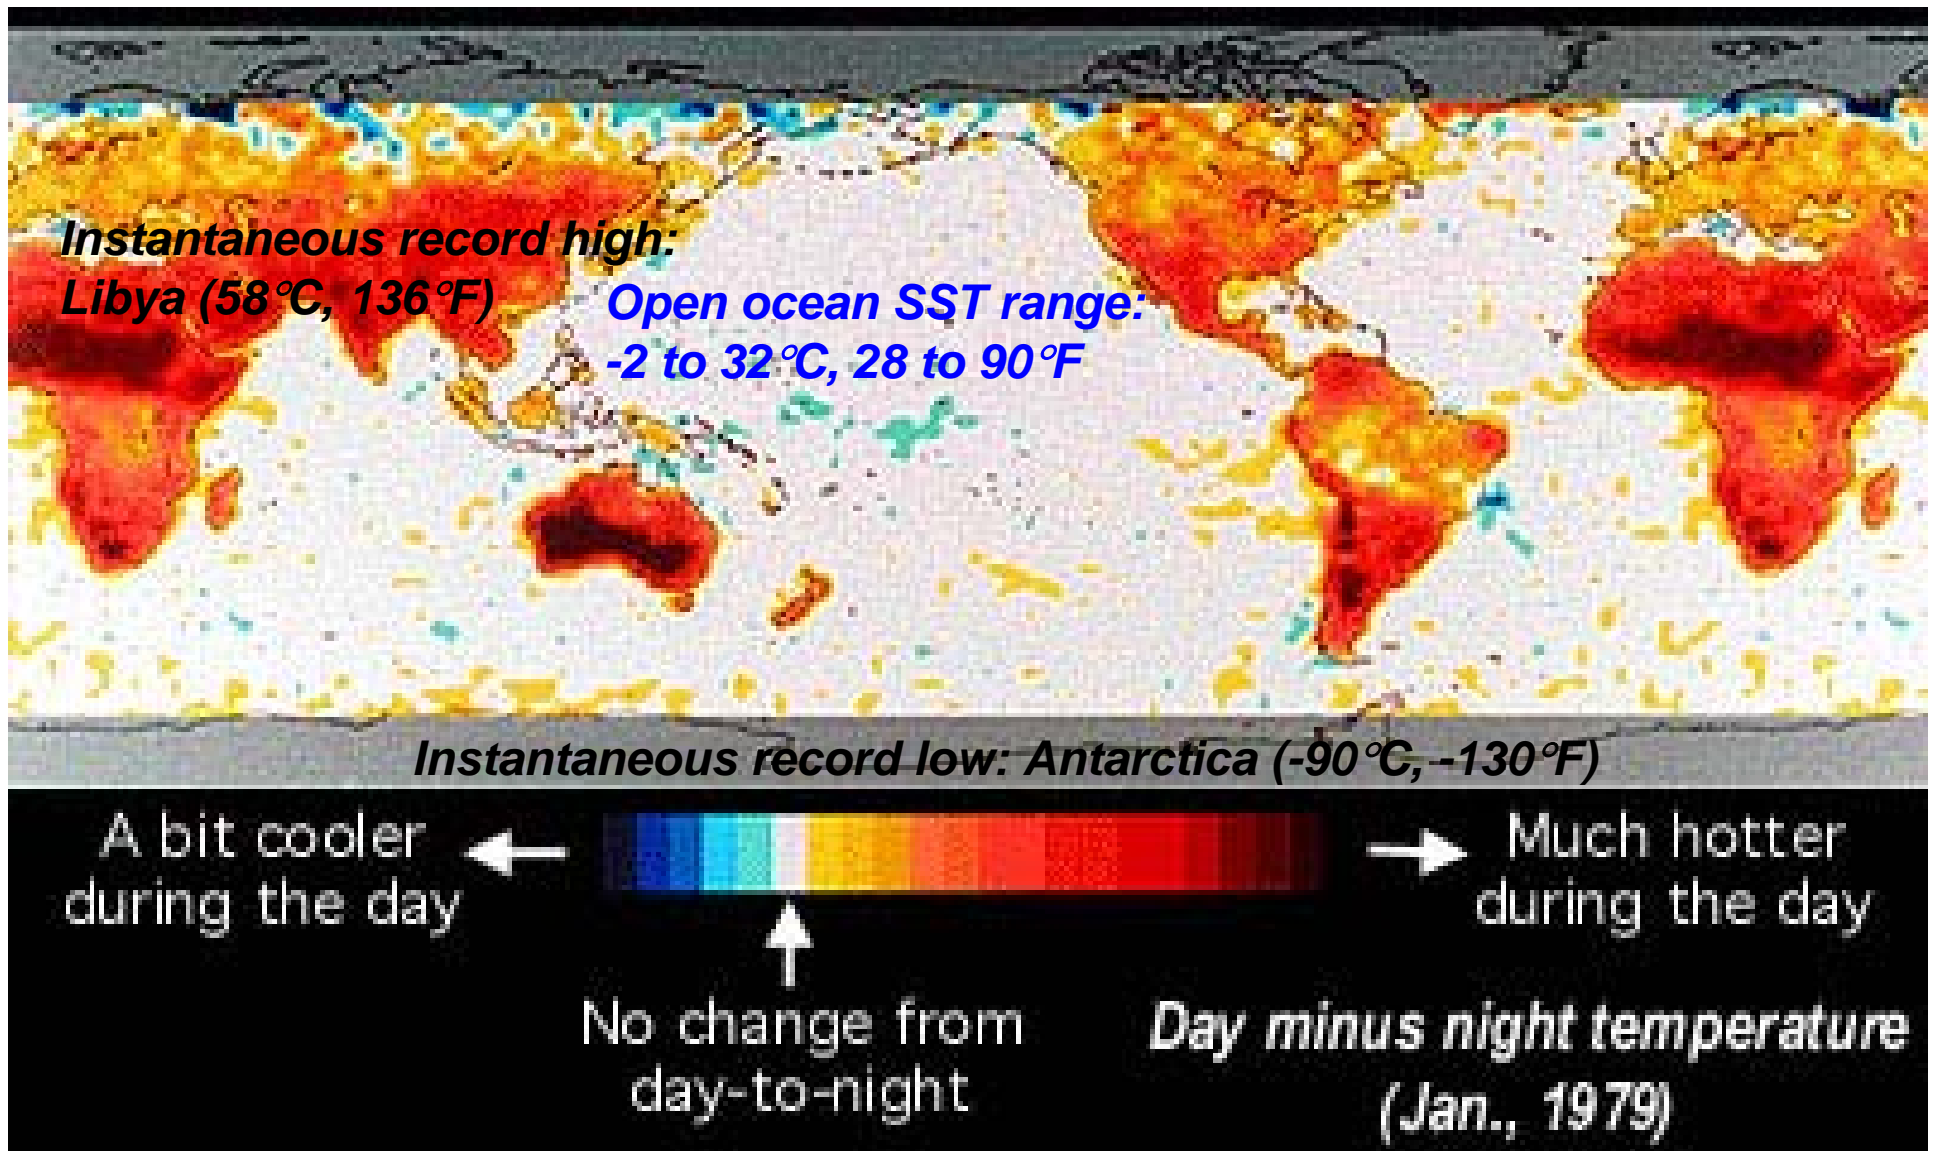 Instantaneous record high:
Libya (58°C, 136°F)
Open ocean SST range:
-2 to 32°C, 28 to 90°F
Instantaneous record low: Antarctica (-90°C, -130°F)
A bit cooler
during the day
Much hotter
during the day
No change from
day-to-night
Day minus night temperature
(Jan., 1979)